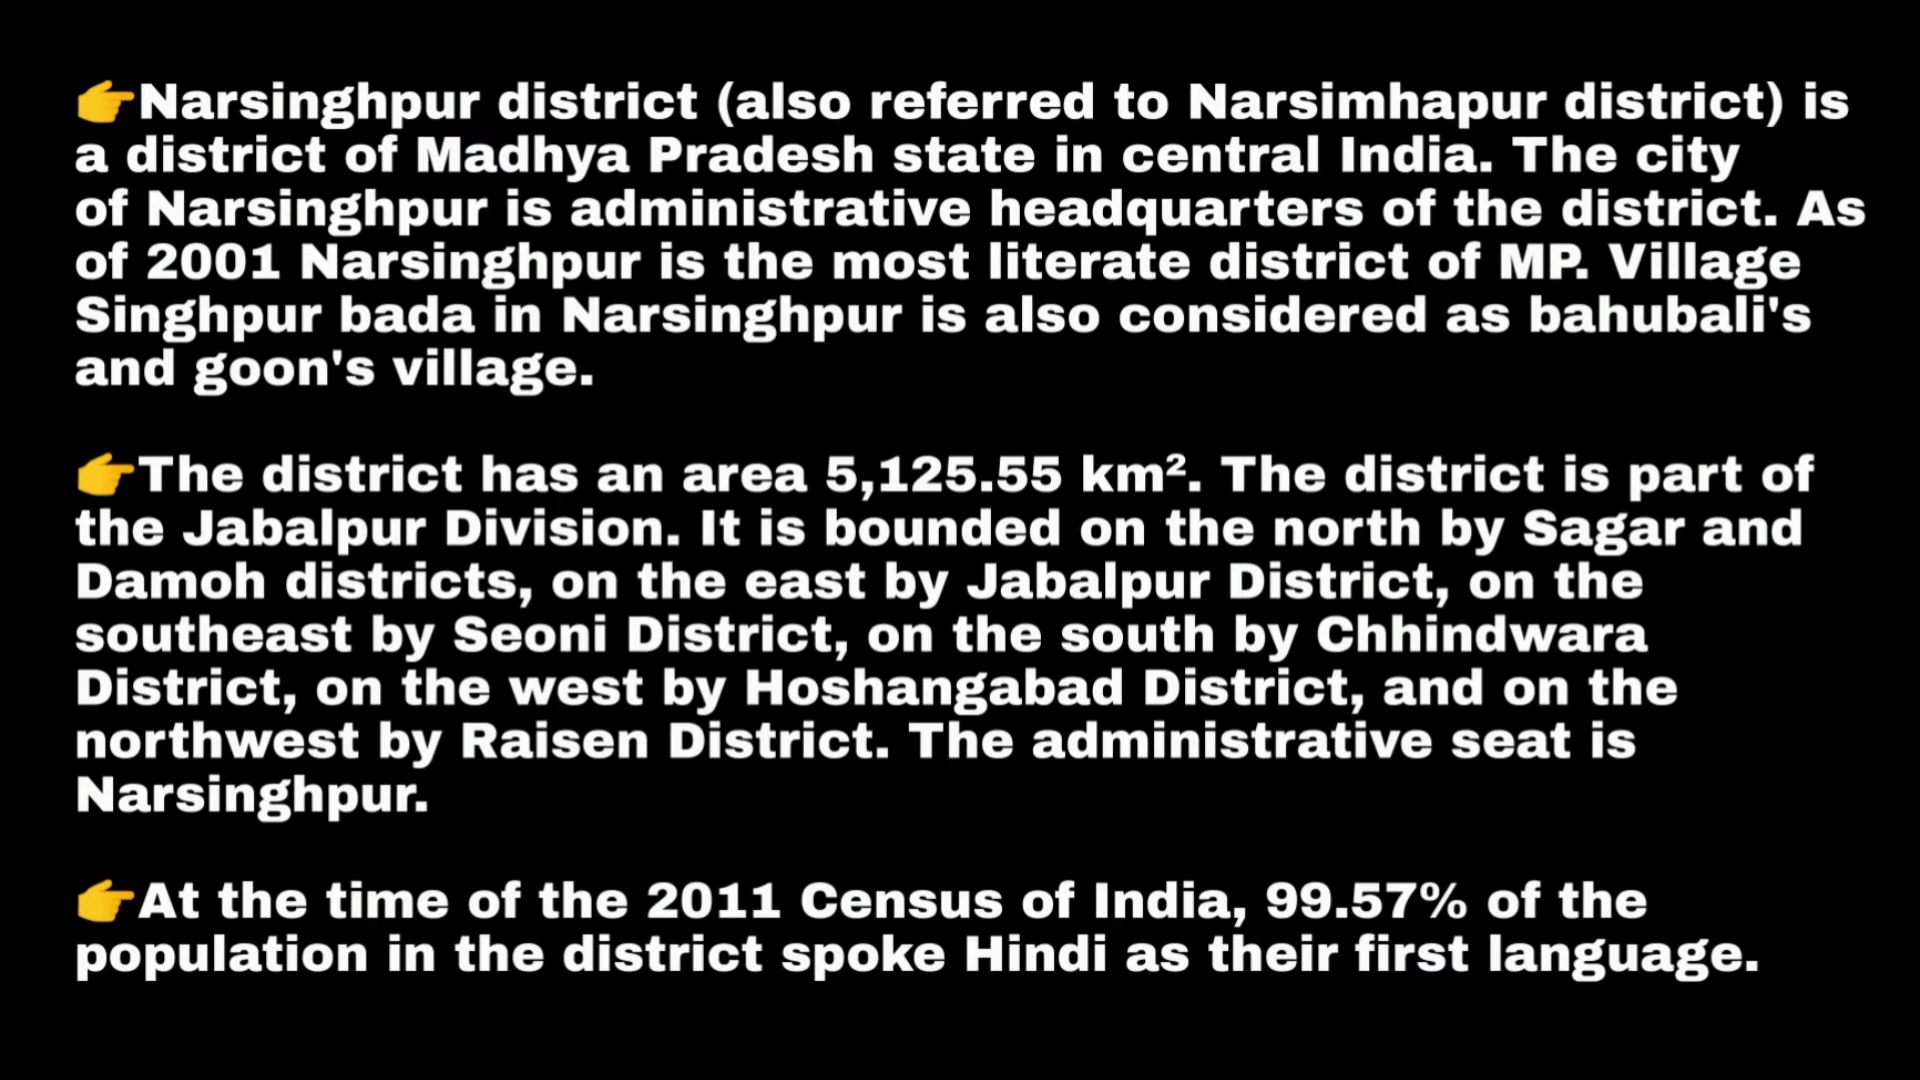 👉Narsinghpur district (also referred to Narsimhapur district) is
a district of Madhya Pradesh state in central India. The city
of Narsinghpur is administrative headquarters of the district. As
of 2001 Narsinghpur is the most literate district of MP. Village
Singhpur bada in Narsinghpur is also considered as bahubali's
and goon's village.
👉The district has an area 5,125.55 km². The district is part of
the Jabalpur Division. It is bounded on the north by Sagar and
Damoh districts, on the east by Jabalpur District, on the
southeast by Seoni District, on the south by Chhindwara
District, on the west by Hoshangabad District, and on the
northwest by Raisen District. The administrative seat is
Narsinghpur.
👉At the time of the 2011 Census of India, 99.57% of the
population in the district spoke Hindi as their first language.